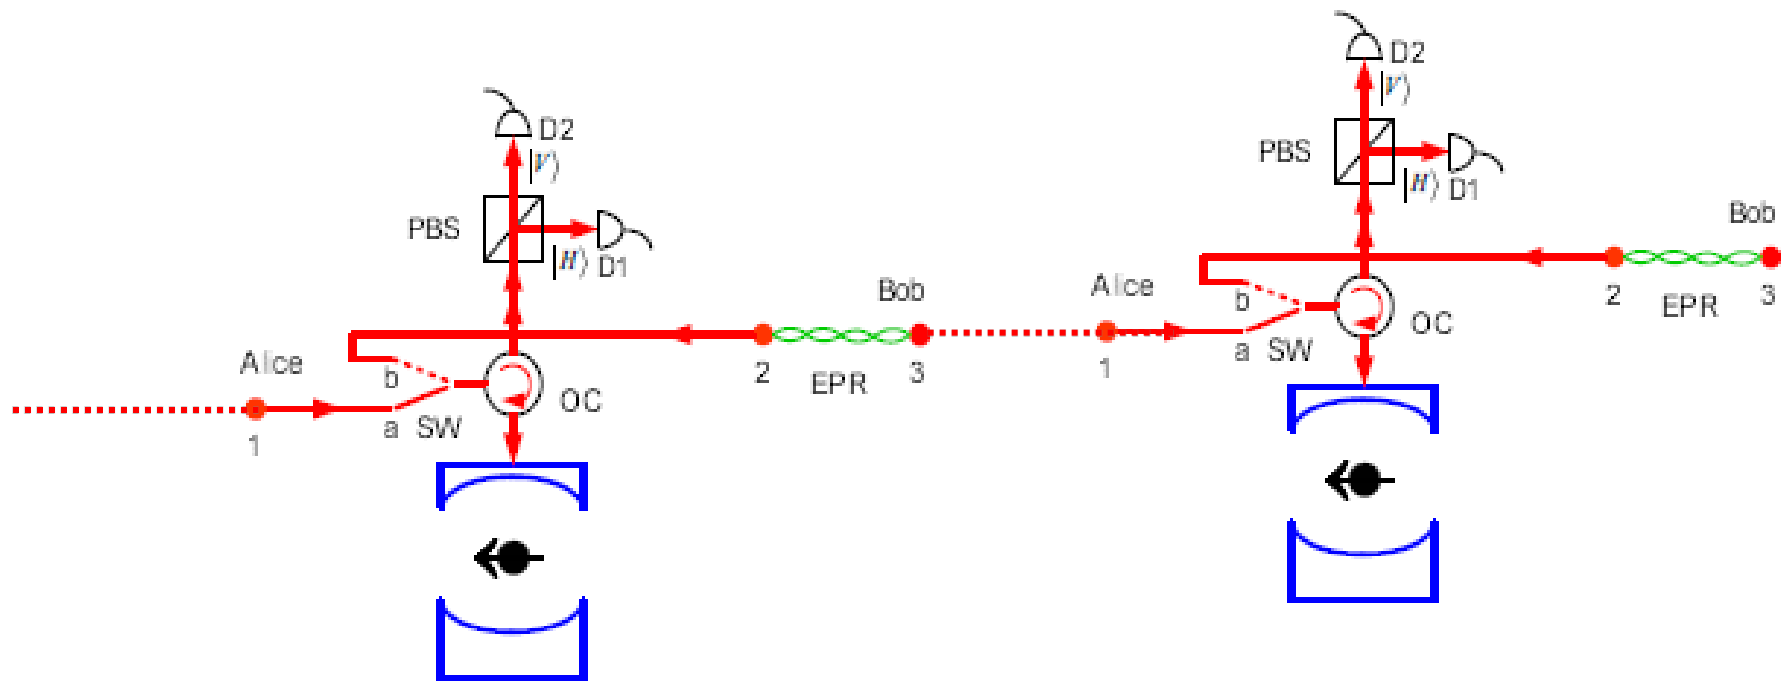 D2
|V⟩
PBS
|H⟩ D1
Bob
Alice
b
a SW
OC
1
2
EPR
3
D2
|V⟩
PBS
|H⟩ D1
Bob
Alice
b
a SW
OC
1
2
EPR
3